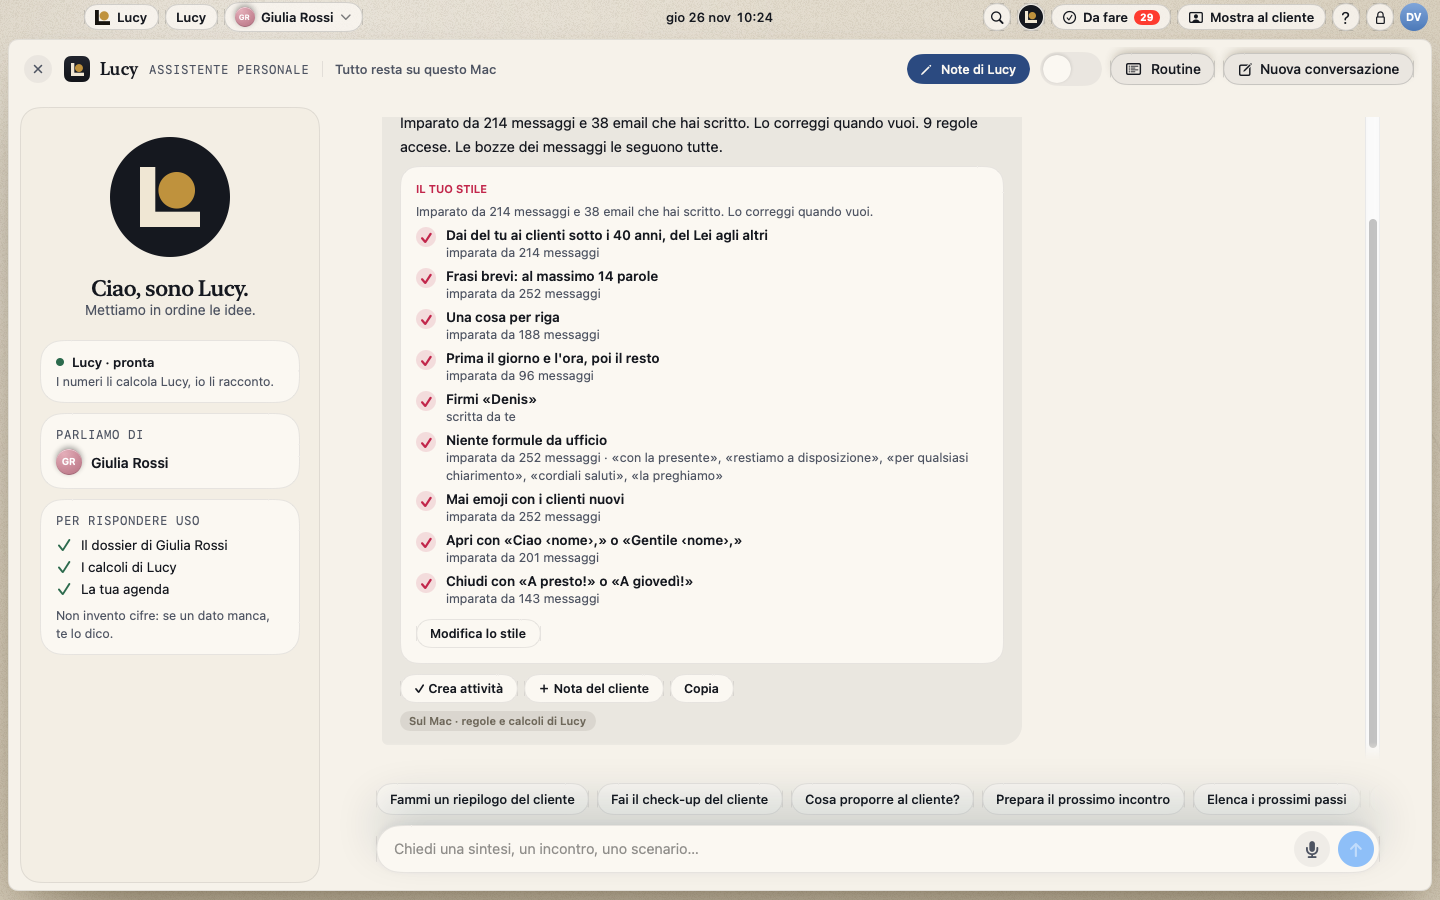 Lucy
Lucy
GR Giulia Rossi
gio 26 nov 10:24
Da fare 29
Mostra al cliente
?
DV
Lucy ASSISTENTE PERSONALE
Tutto resta su questo Mac
Note di Lucy
Routine
Nuova conversazione
Ciao, sono Lucy.
Mettiamo in ordine le idee.
Lucy · pronta
I numeri li calcola Lucy, io li racconto.
PARLIAMO DI
GR Giulia Rossi
PER RISPONDERE USO
Il dossier di Giulia Rossi
I calcoli di Lucy
La tua agenda
Non invento cifre: se un dato manca,
te lo dico.
Imparato da 214 messaggi e 38 email che hai scritto. Lo correggi quando vuoi. 9 regole
accese. Le bozze dei messaggi le seguono tutte.
IL TUO STILE
Imparato da 214 messaggi e 38 email che hai scritto. Lo correggi quando vuoi.
Dai del tu ai clienti sotto i 40 anni, del Lei agli altri
imparata da 214 messaggi
Frasi brevi: al massimo 14 parole
imparata da 252 messaggi
Una cosa per riga
imparata da 188 messaggi
Prima il giorno e l'ora, poi il resto
imparata da 96 messaggi
Firmi «Denis»
scritta da te
Niente formule da ufficio
imparata da 252 messaggi · «con la presente», «restiamo a disposizione», «per qualsiasi
chiarimento», «cordiali saluti», «la preghiamo»
Mai emoji con i clienti nuovi
imparata da 252 messaggi
Apri con «Ciao ‹nome›,» o «Gentile ‹nome›,»
imparata da 201 messaggi
Chiudi con «A presto!» o «A giovedì!»
imparata da 143 messaggi
Modifica lo stile
Crea attività
+ Nota del cliente
Copia
Sul Mac · regole e calcoli di Lucy
Fammi un riepilogo del cliente
Fai il check-up del cliente
Cosa proporre al cliente?
Prepara il prossimo incontro
Elenca i prossimi passi
Chiedi una sintesi, un incontro, uno scenario...